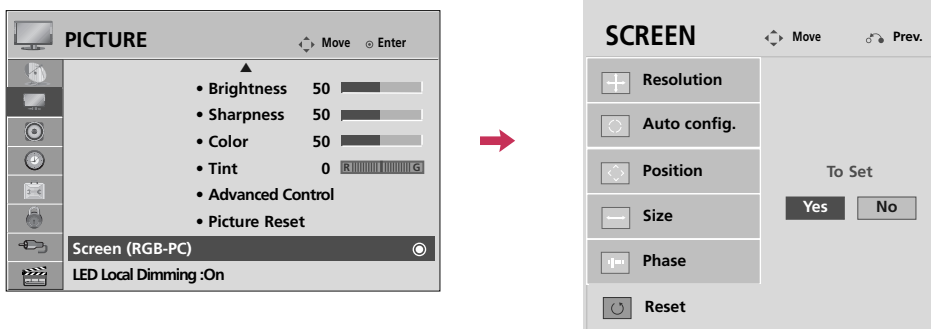 PICTURE
Move
Enter
• Brightness 50
• Sharpness 50
• Color 50
• Tint 0 R G
• Advanced Control
• Picture Reset
Screen (RGB-PC)
LED Local Dimming :On
SCREEN
Move
Prev.
Resolution
Auto config.
Position
Size
Phase
Reset
To Set
Yes No